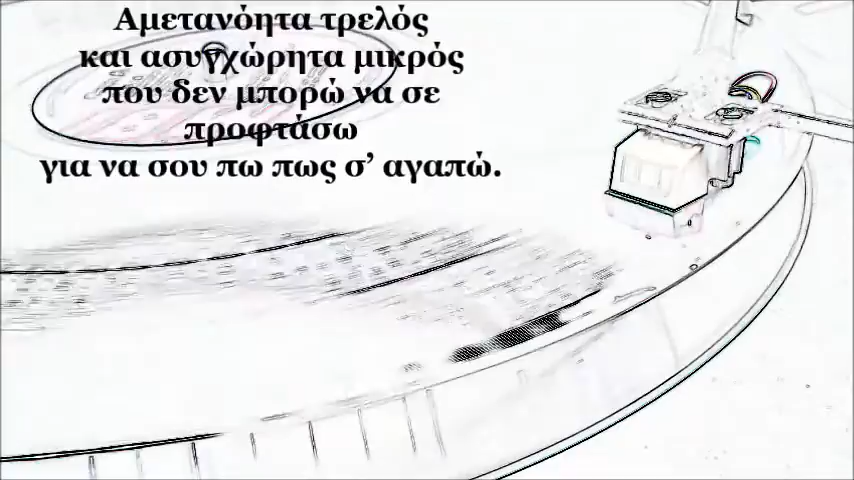 Αμετανόητα τρελός
και ασυγχώρητα μικρός
που δεν μπορώ να σε
προφτάσω
για να σου πω πως σ’ αγαπώ.